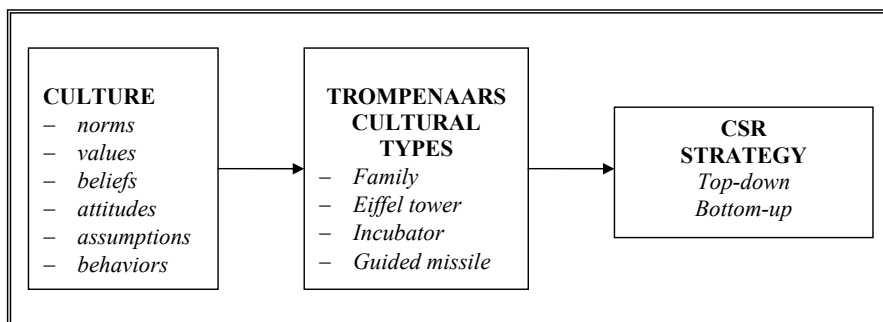 CULTURE
– norms
– values
– beliefs
– attitudes
– assumptions
– behaviors
TROMPENAARS
CULTURAL
TYPES
– Family
– Eiffel tower
– Incubator
– Guided missile
CSR
STRATEGY
Top-down
Bottom-up